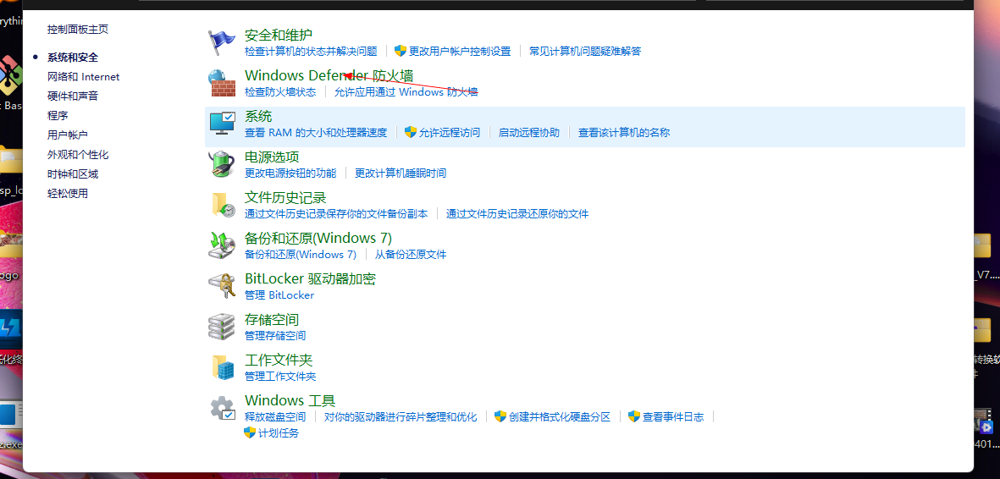 控制面板主页
系统和安全
网络和 Internet
硬件和声音
程序
用户帐户
外观和个性化
时钟和区域
轻松使用
安全和维护
检查计算机的状态并解决问题 更改用户帐户控制设置 常见计算机问题疑难解答
Windows Defender 防火墙
检查防火墙状态 允许应用通过 Windows 防火墙
系统
查看 RAM 的大小和处理器速度 允许远程访问 启动远程协助 查看该计算机的名称
电源选项
更改电源按钮的功能 更改计算机睡眠时间
文件历史记录
通过文件历史记录保存你的文件备份副本 通过文件历史记录还原你的文件
备份和还原(Windows 7)
备份和还原(Windows 7) 从备份还原文件
BitLocker 驱动器加密
管理 BitLocker
存储空间
管理存储空间
工作文件夹
管理工作文件夹
Windows 工具
释放磁盘空间 对你的驱动器进行碎片整理和优化 创建并格式化硬盘分区 查看事件日志
计划任务
_V7....
转换软
件
401...